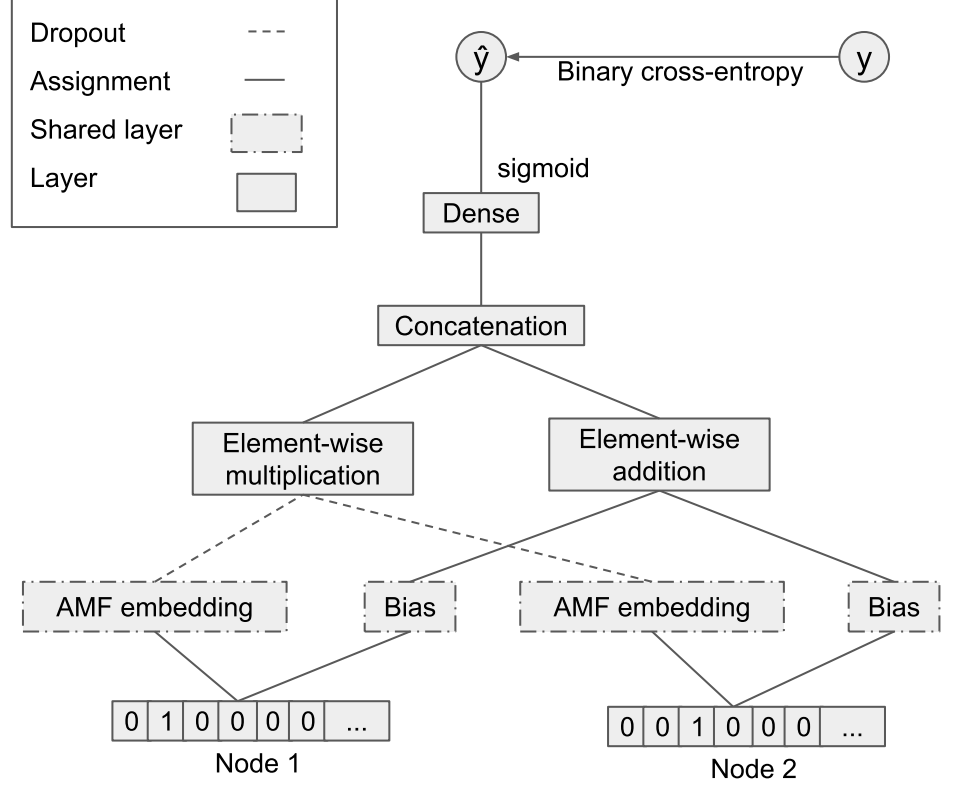 Dropout
Assignment
Shared layer
Layer
ŷ
y
Binary cross-entropy
sigmoid
Dense
Concatenation
Element-wise
multiplication
Element-wise
addition
AMF embedding
Bias
AMF embedding
Bias
0 1 0 0 0 0 ...
Node 1
0 0 1 0 0 0 ...
Node 2